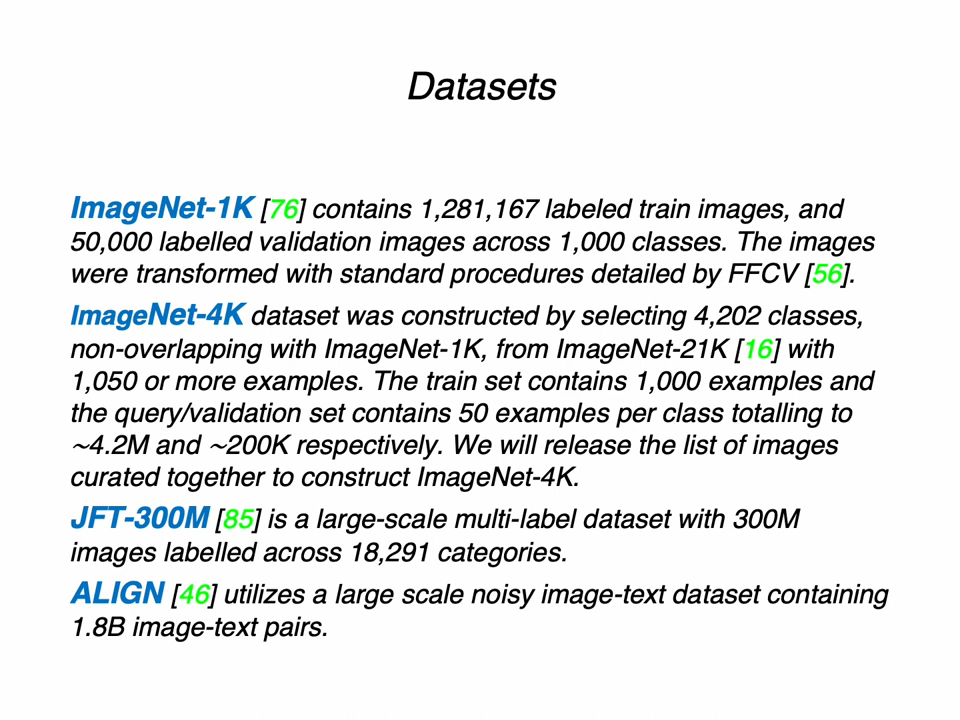 Datasets
ImageNet-1K [76] contains 1,281,167 labeled train images, and
50,000 labelled validation images across 1,000 classes. The images
were transformed with standard procedures detailed by FFCV [56].
ImageNet-4K dataset was constructed by selecting 4,202 classes,
non-overlapping with ImageNet-1K, from ImageNet-21K [16] with
1,050 or more examples. The train set contains 1,000 examples and
the query/validation set contains 50 examples per class totalling to
~4.2M and ~200K respectively. We will release the list of images
curated together to construct ImageNet-4K.
JFT-300M [85] is a large-scale multi-label dataset with 300M
images labelled across 18,291 categories.
ALIGN [46] utilizes a large scale noisy image-text dataset containing
1.8B image-text pairs.